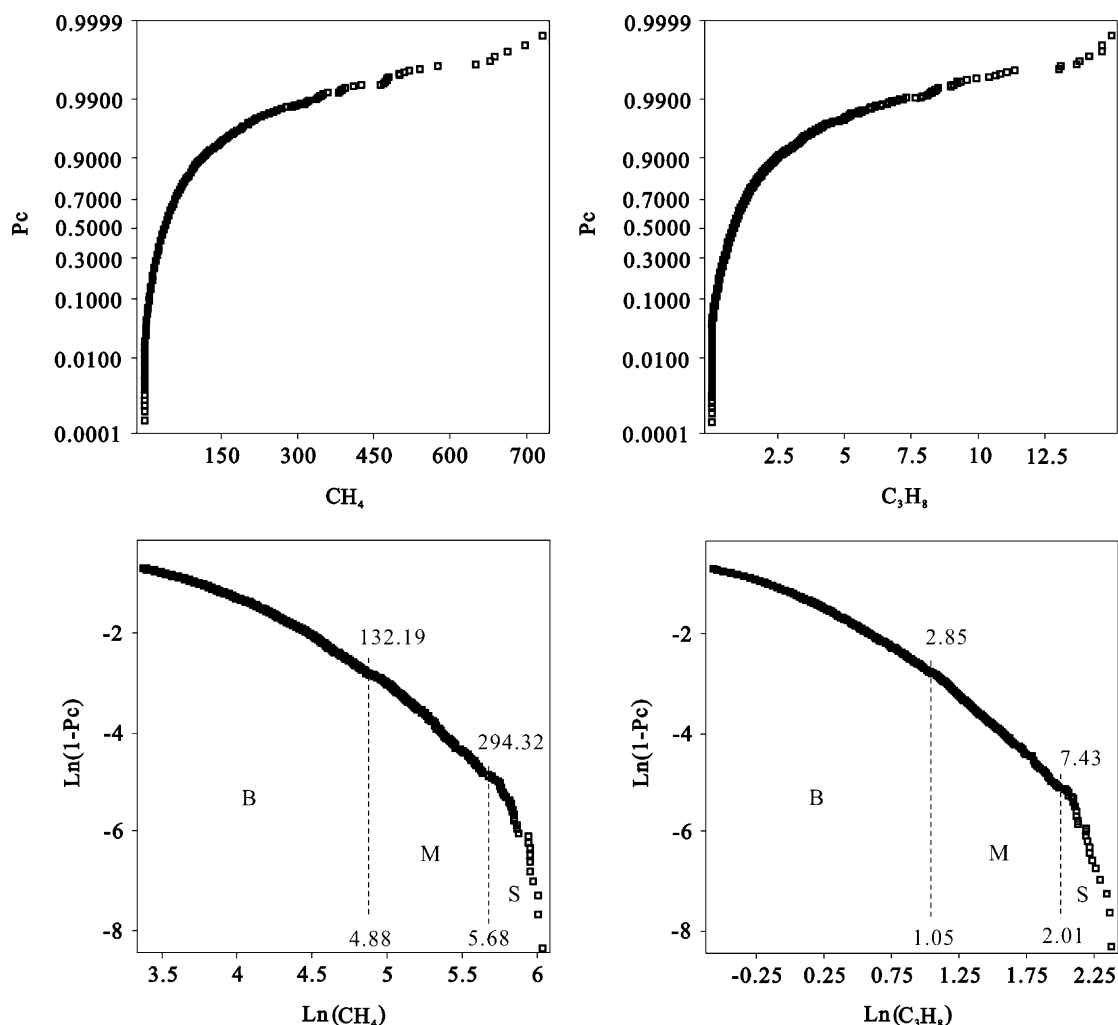 0.9999
0.9900
0.9000
0.7000
0.5000
0.3000
0.1000
0.0100
0.0001
Pc
150 300 450 600 700
CH₄
0.9999
0.9900
0.9000
0.7000
0.5000
0.3000
0.1000
0.0100
0.0001
Pc
2.5 5 7.5 10 12.5
C₃H₈
-2
-4
-6
-8
Ln(1-Pc)
132.19
294.32
B
M
S
4.88 5.68
3.5 4 4.5 5 5.5 6
Ln(CH₄)
-2
-4
-6
-8
Ln(1-Pc)
2.85
7.43
B
M
S
1.05 2.01
-0.25 0.25 0.75 1.25 1.75 2.25
Ln(C₃H₈)